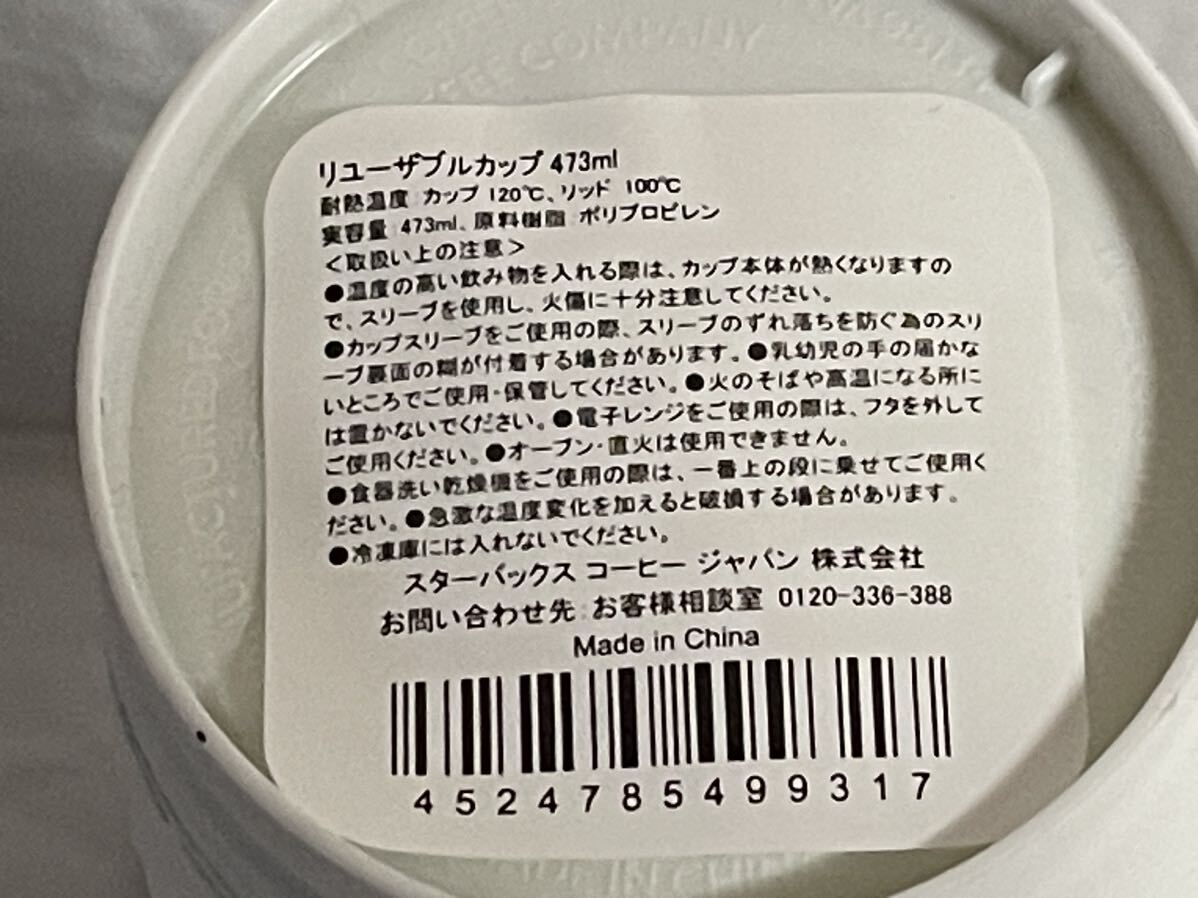 COFFEE COMPANY
リユーザブルカップ 473ml
耐熱温度:カップ 120℃、リッド 100℃
実容量:473ml、原料樹脂:ポリプロピレン
＜取扱い上の注意＞
●温度の高い飲み物を入れる際は、カップ本体が熱くなりますの
で、スリーブを使用し、火傷に十分注意してください。
●カップスリーブをご使用の際、スリーブのずれ落ちを防ぐ為のスリ
ーブ裏面の糊が付着する場合があります。●乳幼児の手の届かな
いところでご使用・保管してください。●火のそばや高温になる所に
は置かないでください。●電子レンジをご使用の際は、フタを外して
ご使用ください。●オーブン・直火は使用できません。
●食器洗い乾燥機をご使用の際は、一番上の段に乗せてご使用く
ださい。●急激な温度変化を加えると破損する場合があります。
●冷凍庫には入れないでください。
スターバックス コーヒー ジャパン 株式会社
お問い合わせ先:お客様相談室 0120-336-388
Made in China
4524785499317